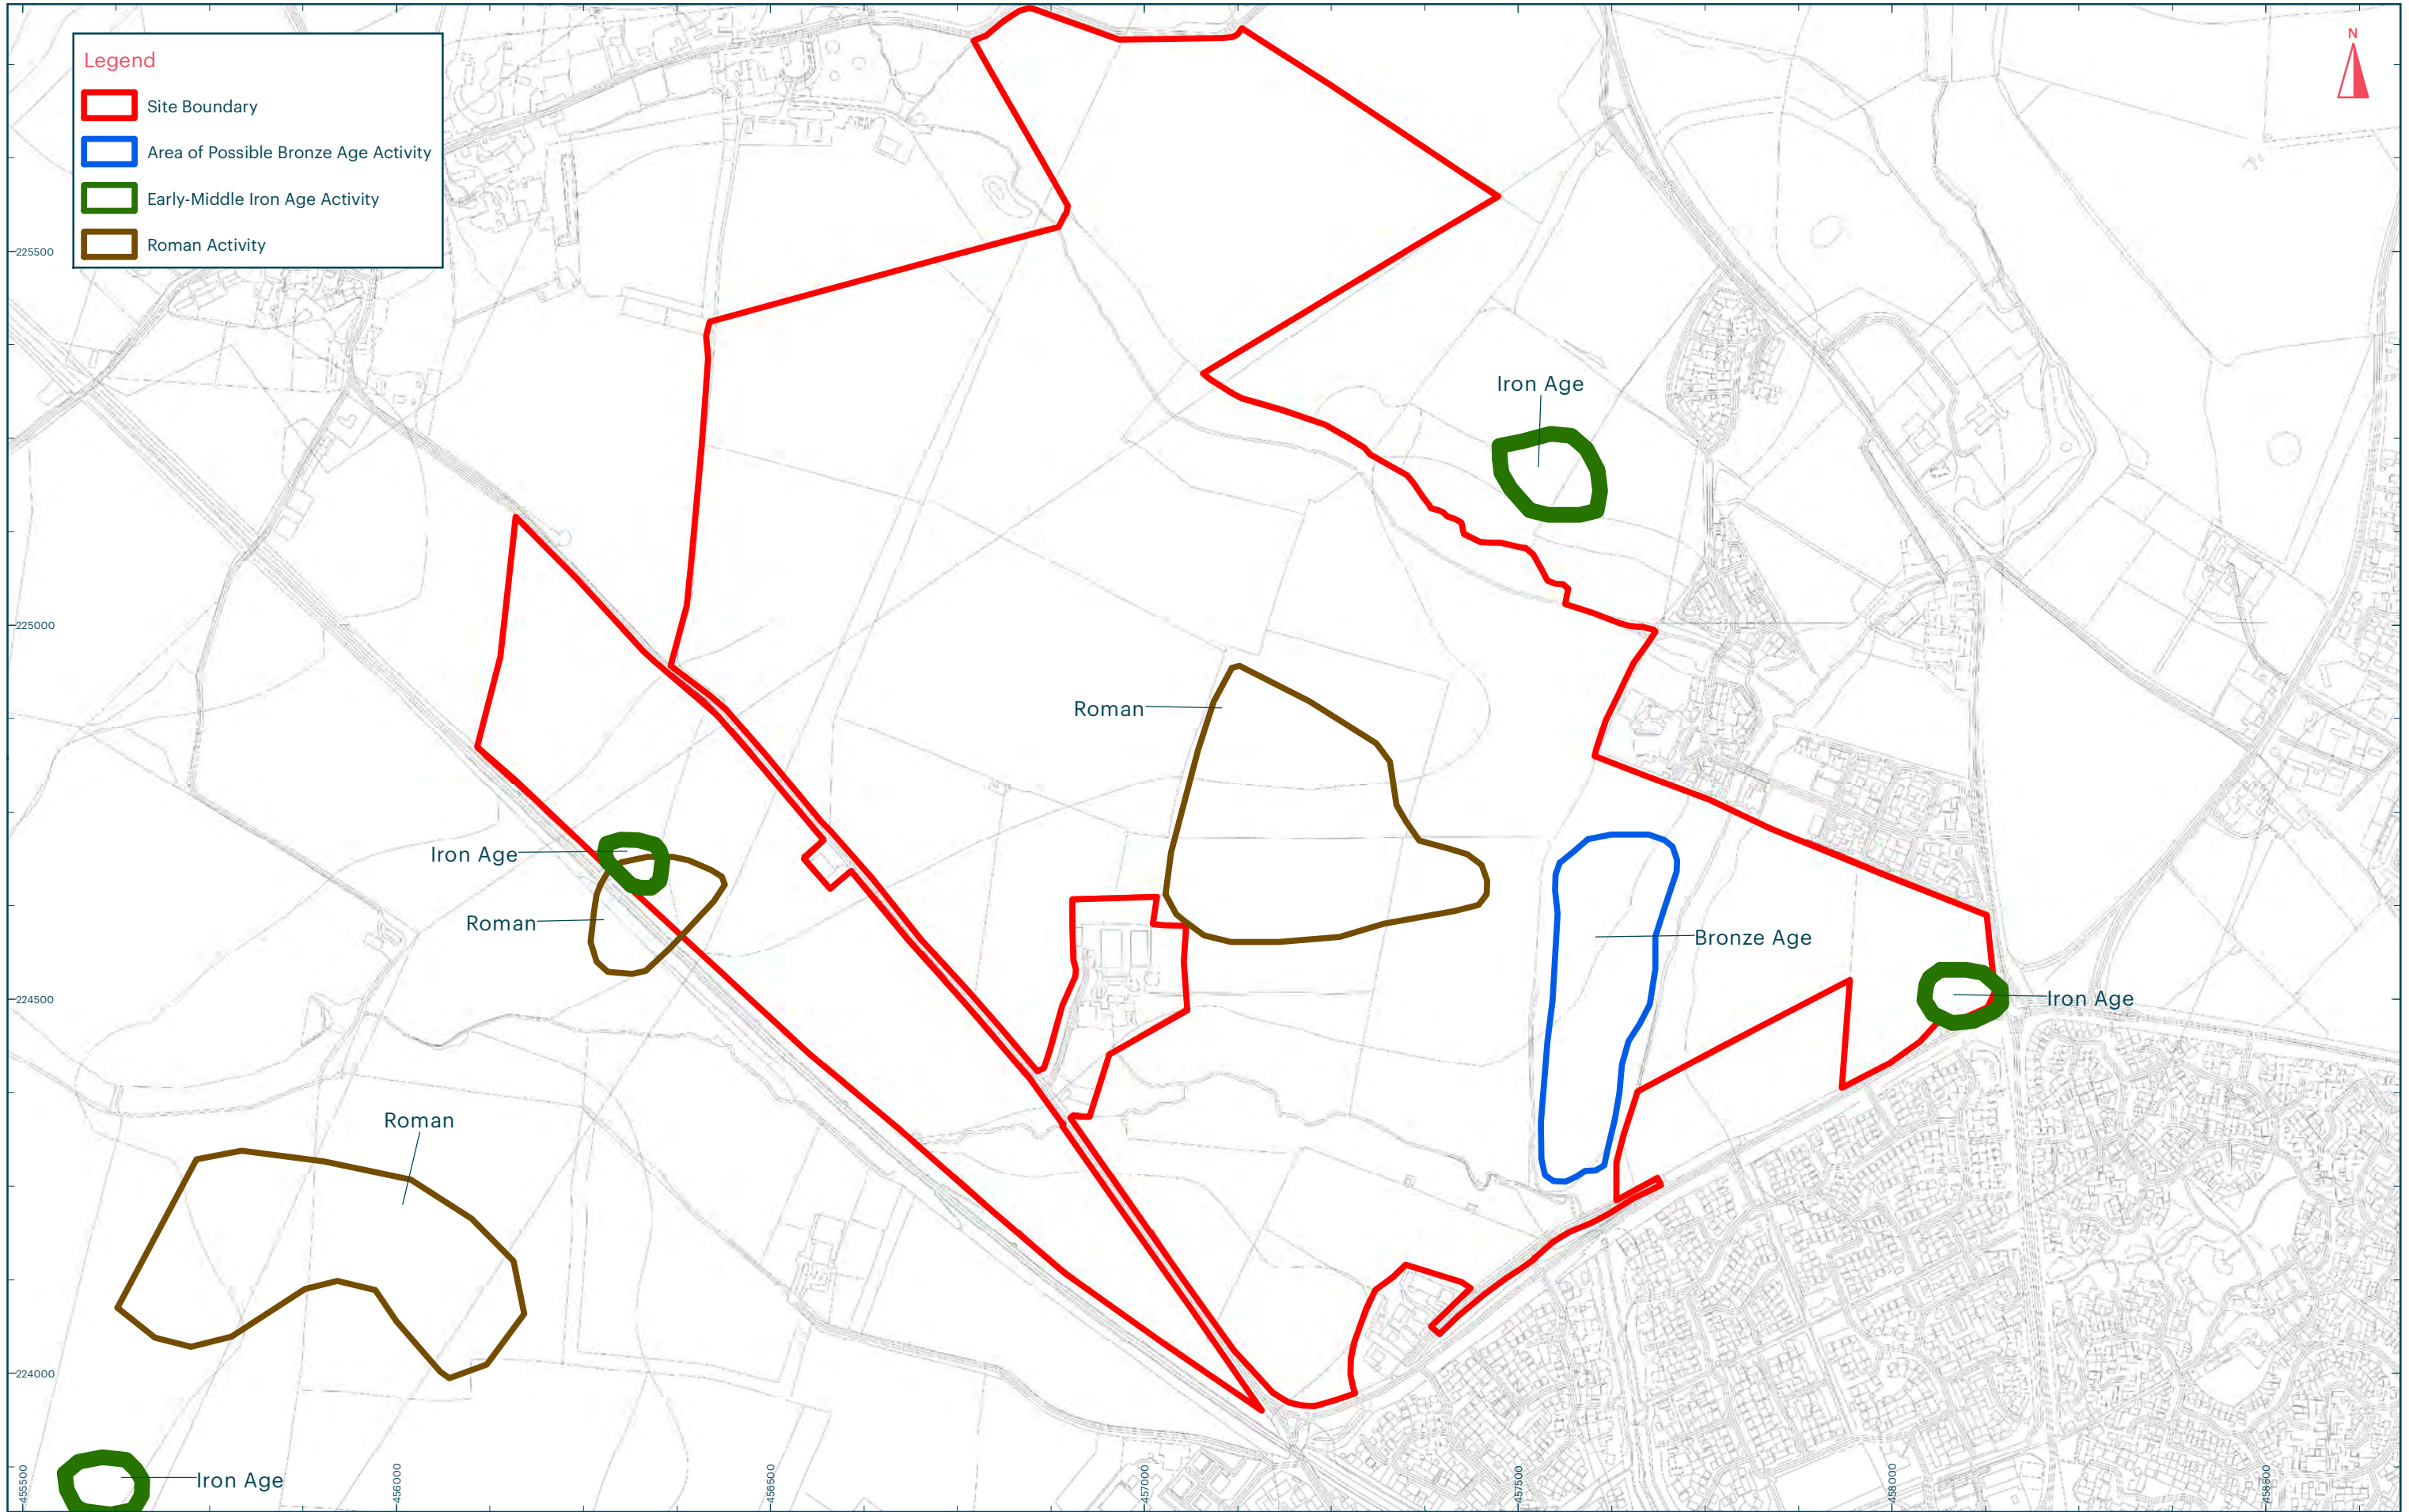 Legend
Site Boundary
Area of Possible Bronze Age Activity
Early-Middle Iron Age Activity
Roman Activity
N
225500
Iron Age
225000
Roman
Iron Age
Roman
Bronze Age
224500
Iron Age
Roman
224000
Iron Age
455500
456000
456500
457000
457500
458000
458500